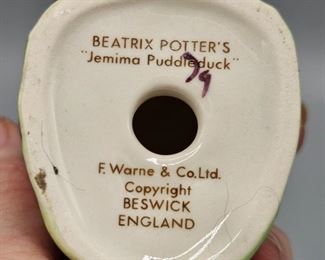 BEATRIX POTTER'S
"Jemima Puddleduck"
F. Warne & Co. Ltd.
Copyright
BESWICK
ENGLAND